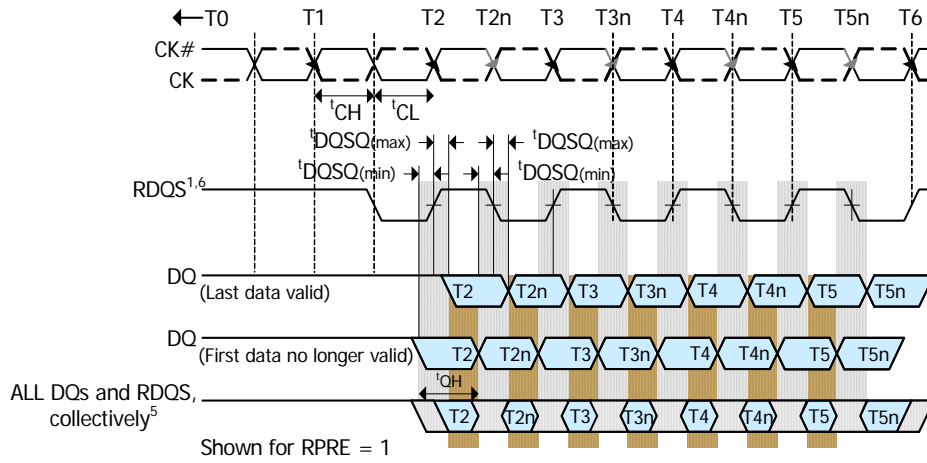 T0 T1 T2 T2n T3 T3n T4 T4n T5 T5n T6
CK#
CK
tCH tCL
tDQSQ(max) tDQSQ(max)
tDQSQ(min) tDQSQ(min)
RDQS1,6
DQ
(Last data valid)
T2 T2n T3 T3n T4 T4n T5 T5n
DQ
(First data no longer valid)
T2 T2n T3 T3n T4 T4n T5 T5n
tQH
ALL DQs and RDQS,
collectively5
T2 T2n T3 T3n T4 T4n T5 T5n
Shown for RPRE = 1